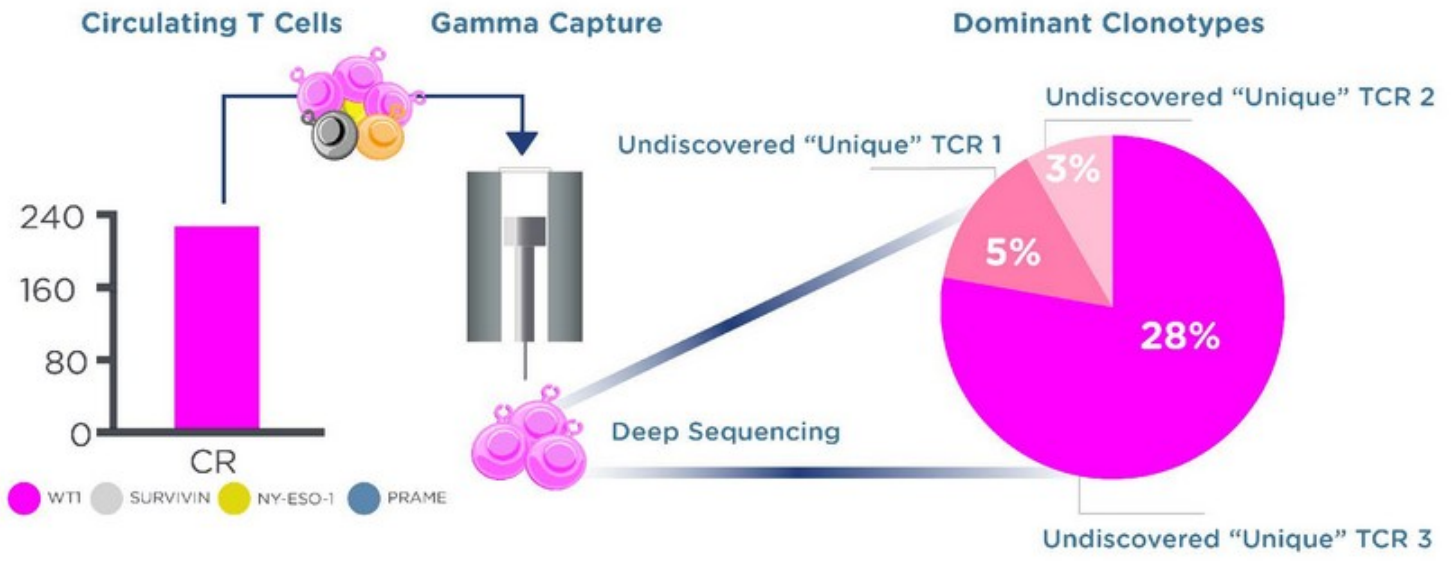 Circulating T Cells
Gamma Capture
Dominant Clonotypes
Undiscovered “Unique” TCR 2
Undiscovered “Unique” TCR 1
3%
5%
28%
240
160
80
0
CR
WT1 SURVIVIN NY-ESO-1 PRAME
Deep Sequencing
Undiscovered “Unique” TCR 3